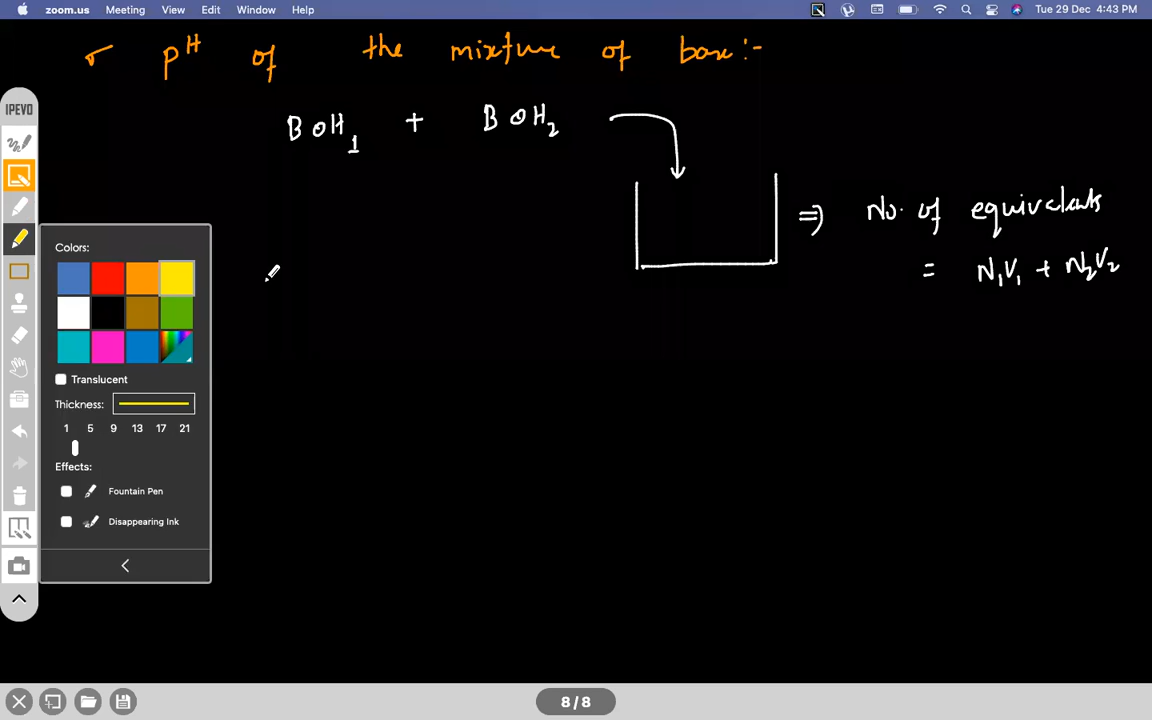 zoom.us Meeting View Edit Window Help Tue 29 Dec 4:43 PM
pH of the mixture of base :-
IPEVO
BOH1 + BOH2
⇒ No. of equivalents
= N1V1 + N2V2
Colors:
Translucent
Thickness:
1 5 9 13 17 21
Effects:
Fountain Pen
Disappearing Ink
8/8